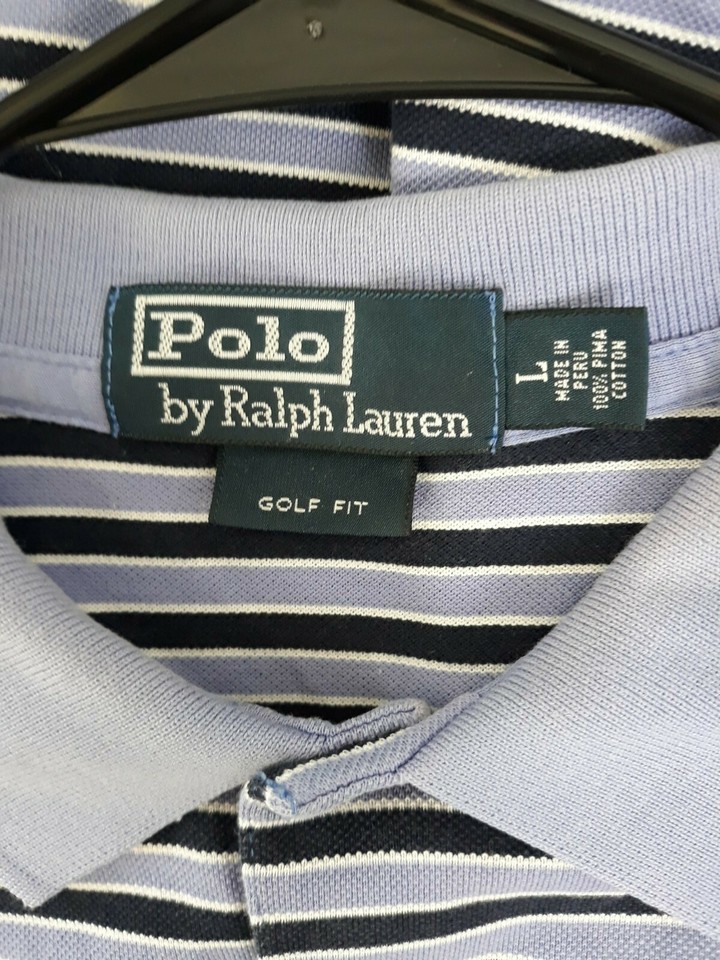 Polo
by Ralph Lauren
L
MADE IN
PERU
100% PIMA
COTTON
GOLF FIT